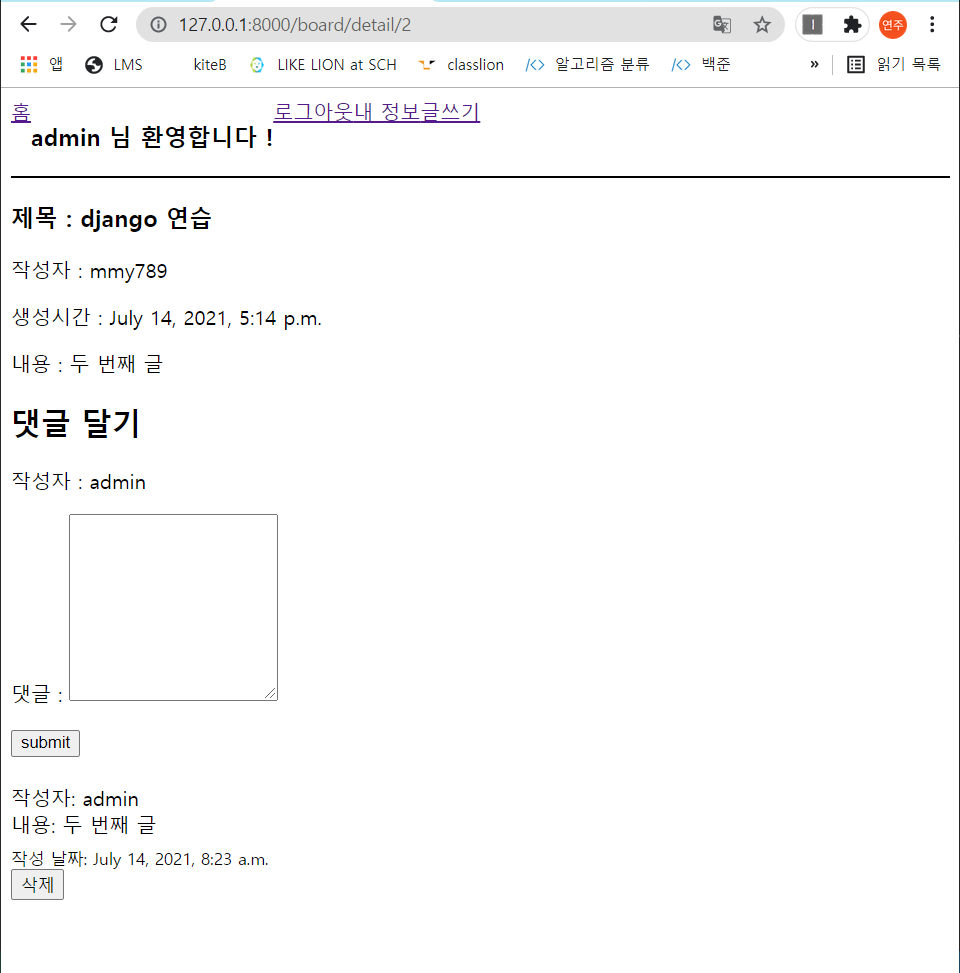 127.0.0.1:8000/board/detail/2
연주
앱 LMS kiteB LIKE LION at SCH classlion 알고리즘 분류 백준 » 읽기 목록
홈 로그아웃내 정보글쓰기
admin 님 환영합니다 !
제목 : django 연습
작성자 : mmy789
생성시간 : July 14, 2021, 5:14 p.m.
내용 : 두 번째 글
댓글 달기
작성자 : admin
댓글 :
submit
작성자: admin
내용: 두 번째 글
작성 날짜: July 14, 2021, 8:23 a.m.
삭제